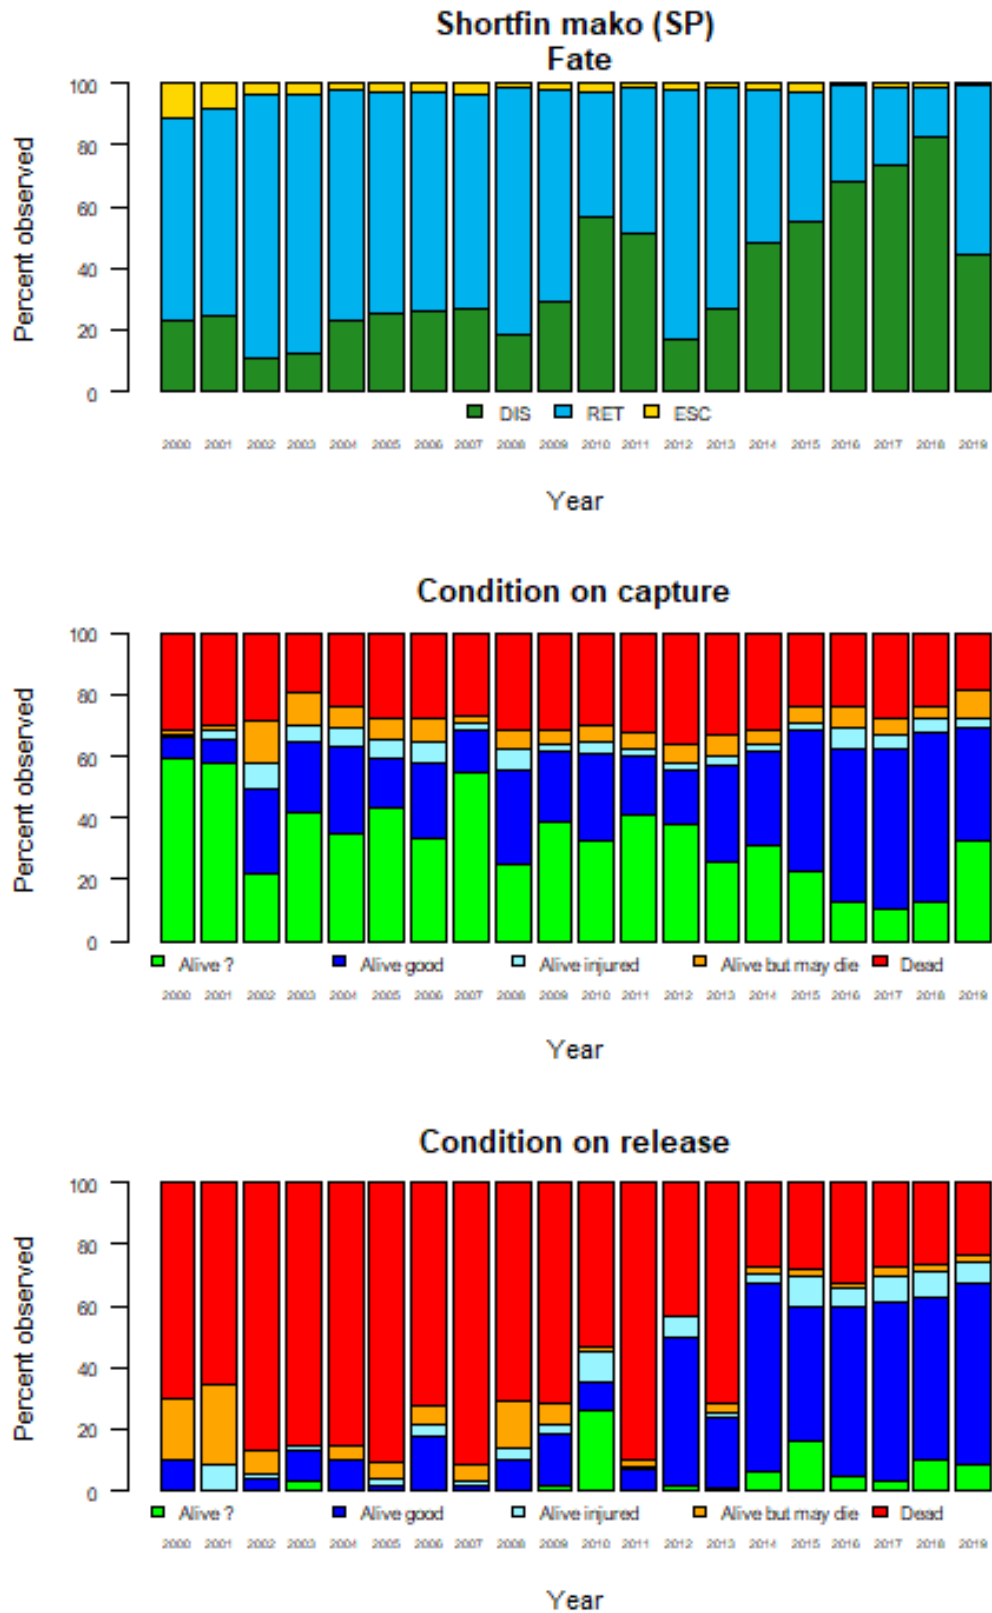 Shortfin mako (SP)
Fate
Percent observed
100
80
60
40
20
0
DIS RET ESC
2000 2001 2002 2003 2004 2005 2006 2007 2008 2009 2010 2011 2012 2013 2014 2015 2016 2017 2018 2019
Year
Condition on capture
Percent observed
100
80
60
40
20
0
Alive ? Alive good Alive injured Alive but may die Dead
2000 2001 2002 2003 2004 2005 2006 2007 2008 2009 2010 2011 2012 2013 2014 2015 2016 2017 2018 2019
Year
Condition on release
Percent observed
100
80
60
40
20
0
Alive ? Alive good Alive injured Alive but may die Dead
2000 2001 2002 2003 2004 2005 2006 2007 2008 2009 2010 2011 2012 2013 2014 2015 2016 2017 2018 2019
Year